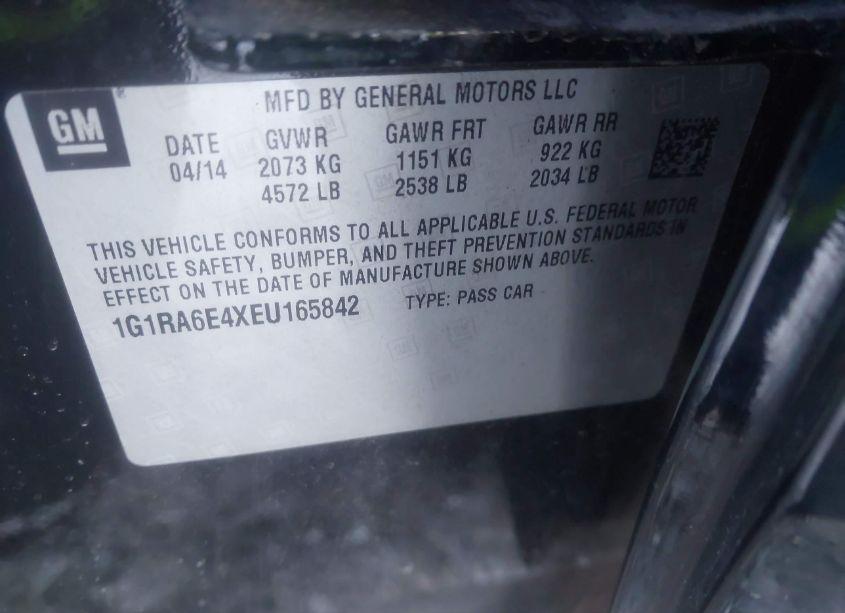 GM
MFD BY GENERAL MOTORS LLC
DATE GVWR GAWR FRT GAWR RR
04/14 2073 KG 1151 KG 922 KG
4572 LB 2538 LB 2034 LB
THIS VEHICLE CONFORMS TO ALL APPLICABLE U.S. FEDERAL MOTOR
VEHICLE SAFETY, BUMPER, AND THEFT PREVENTION STANDARDS IN
EFFECT ON THE DATE OF MANUFACTURE SHOWN ABOVE.
1G1RA6E4XEU165842 TYPE: PASS CAR